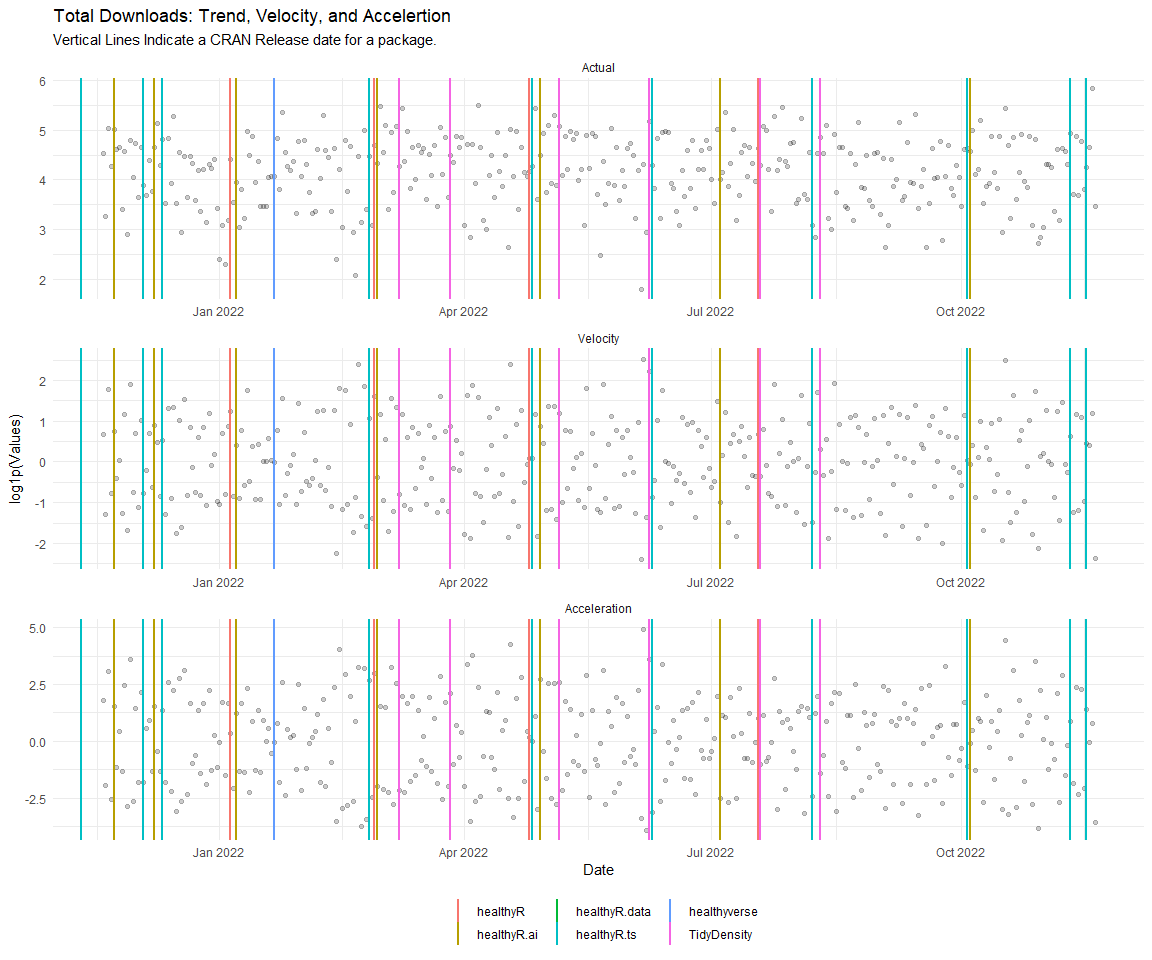 Total Downloads: Trend, Velocity, and Accelertion
Vertical Lines Indicate a CRAN Release date for a package.
Actual
6
5
4
3
2
Jan 2022 Apr 2022 Jul 2022 Oct 2022
Velocity
2
1
0
-1
-2
Jan 2022 Apr 2022 Jul 2022 Oct 2022
log1p(Values)
Acceleration
5.0
2.5
0.0
-2.5
Jan 2022 Apr 2022 Jul 2022 Oct 2022
Date
healthyR healthyR.data healthyverse
healthyR.ai healthyR.ts TidyDensity